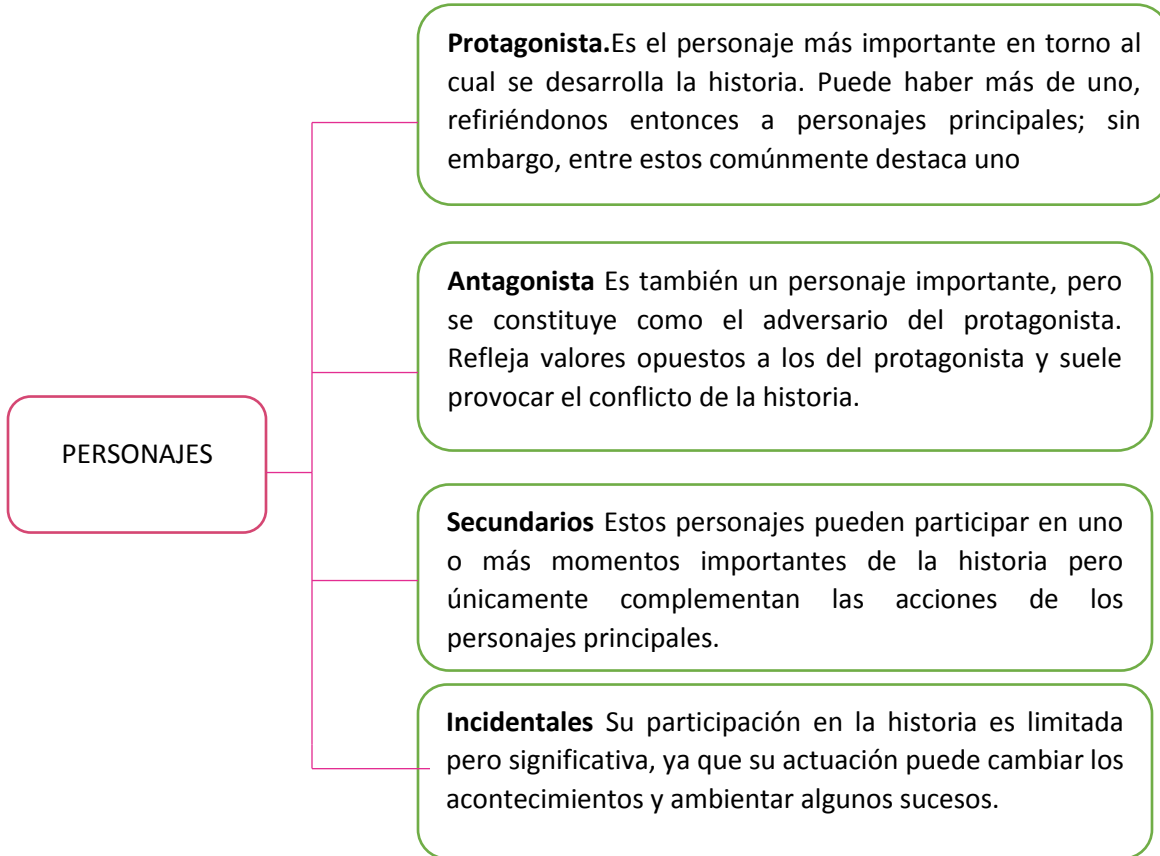 Protagonista.Es el personaje más importante en torno al
cual se desarrolla la historia. Puede haber más de uno,
refiriéndonos entonces a personajes principales; sin
embargo, entre estos comúnmente destaca uno
Antagonista Es también un personaje importante, pero
se constituye como el adversario del protagonista.
Refleja valores opuestos a los del protagonista y suele
provocar el conflicto de la historia.
PERSONAJES
Secundarios Estos personajes pueden participar en uno
o más momentos importantes de la historia pero
únicamente complementan las acciones de los
personajes principales.
Incidentales Su participación en la historia es limitada
pero significativa, ya que su actuación puede cambiar los
acontecimientos y ambientar algunos sucesos.